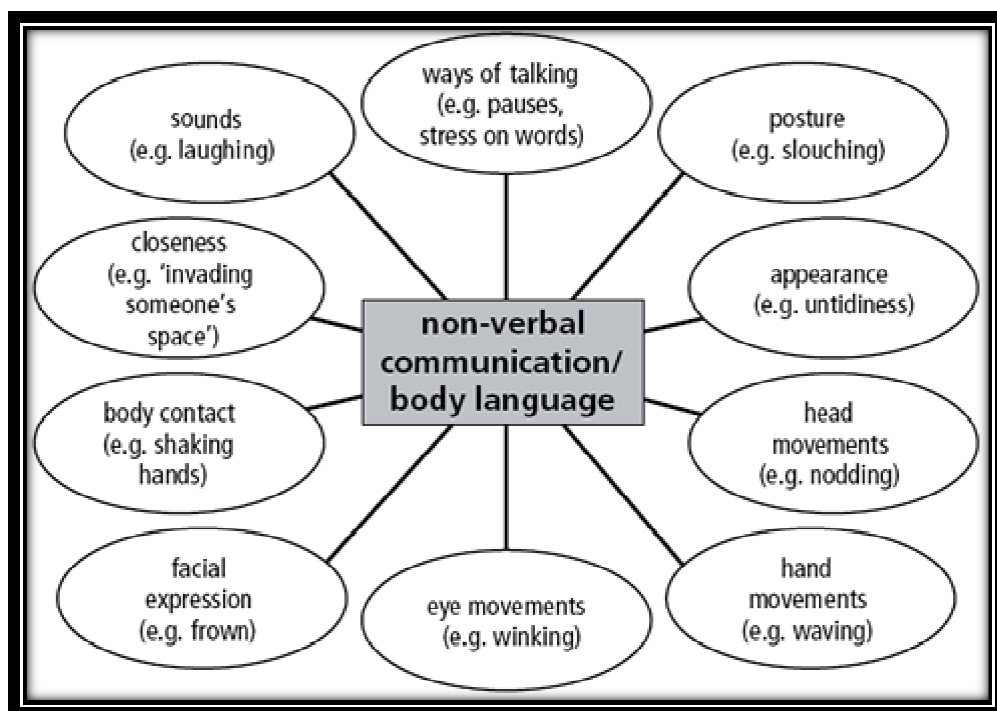 ways of talking
(e.g. pauses,
stress on words)
sounds
(e.g. laughing)
posture
(e.g. slouching)
closeness
(e.g. 'invading
someone's
space')
appearance
(e.g. untidiness)
non-verbal
communication/
body language
body contact
(e.g. shaking
hands)
head
movements
(e.g. nodding)
facial
expression
(e.g. frown)
eye movements
(e.g. winking)
hand
movements
(e.g. waving)